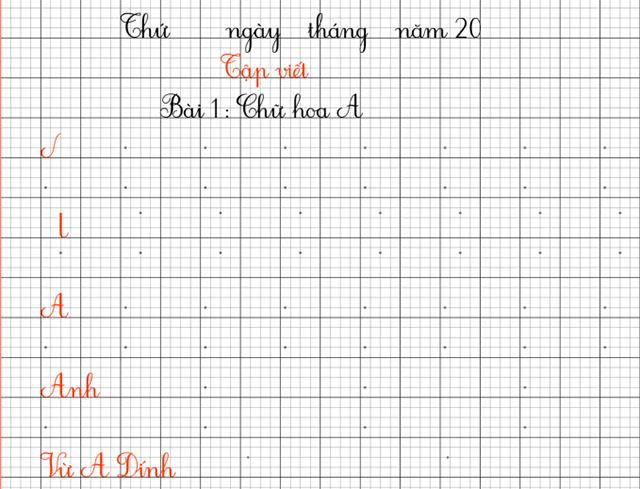 Thứ ngày tháng năm 20
Tập viết
Bài 1: Chữ hoa A
A
Anh
Vừ A Dính